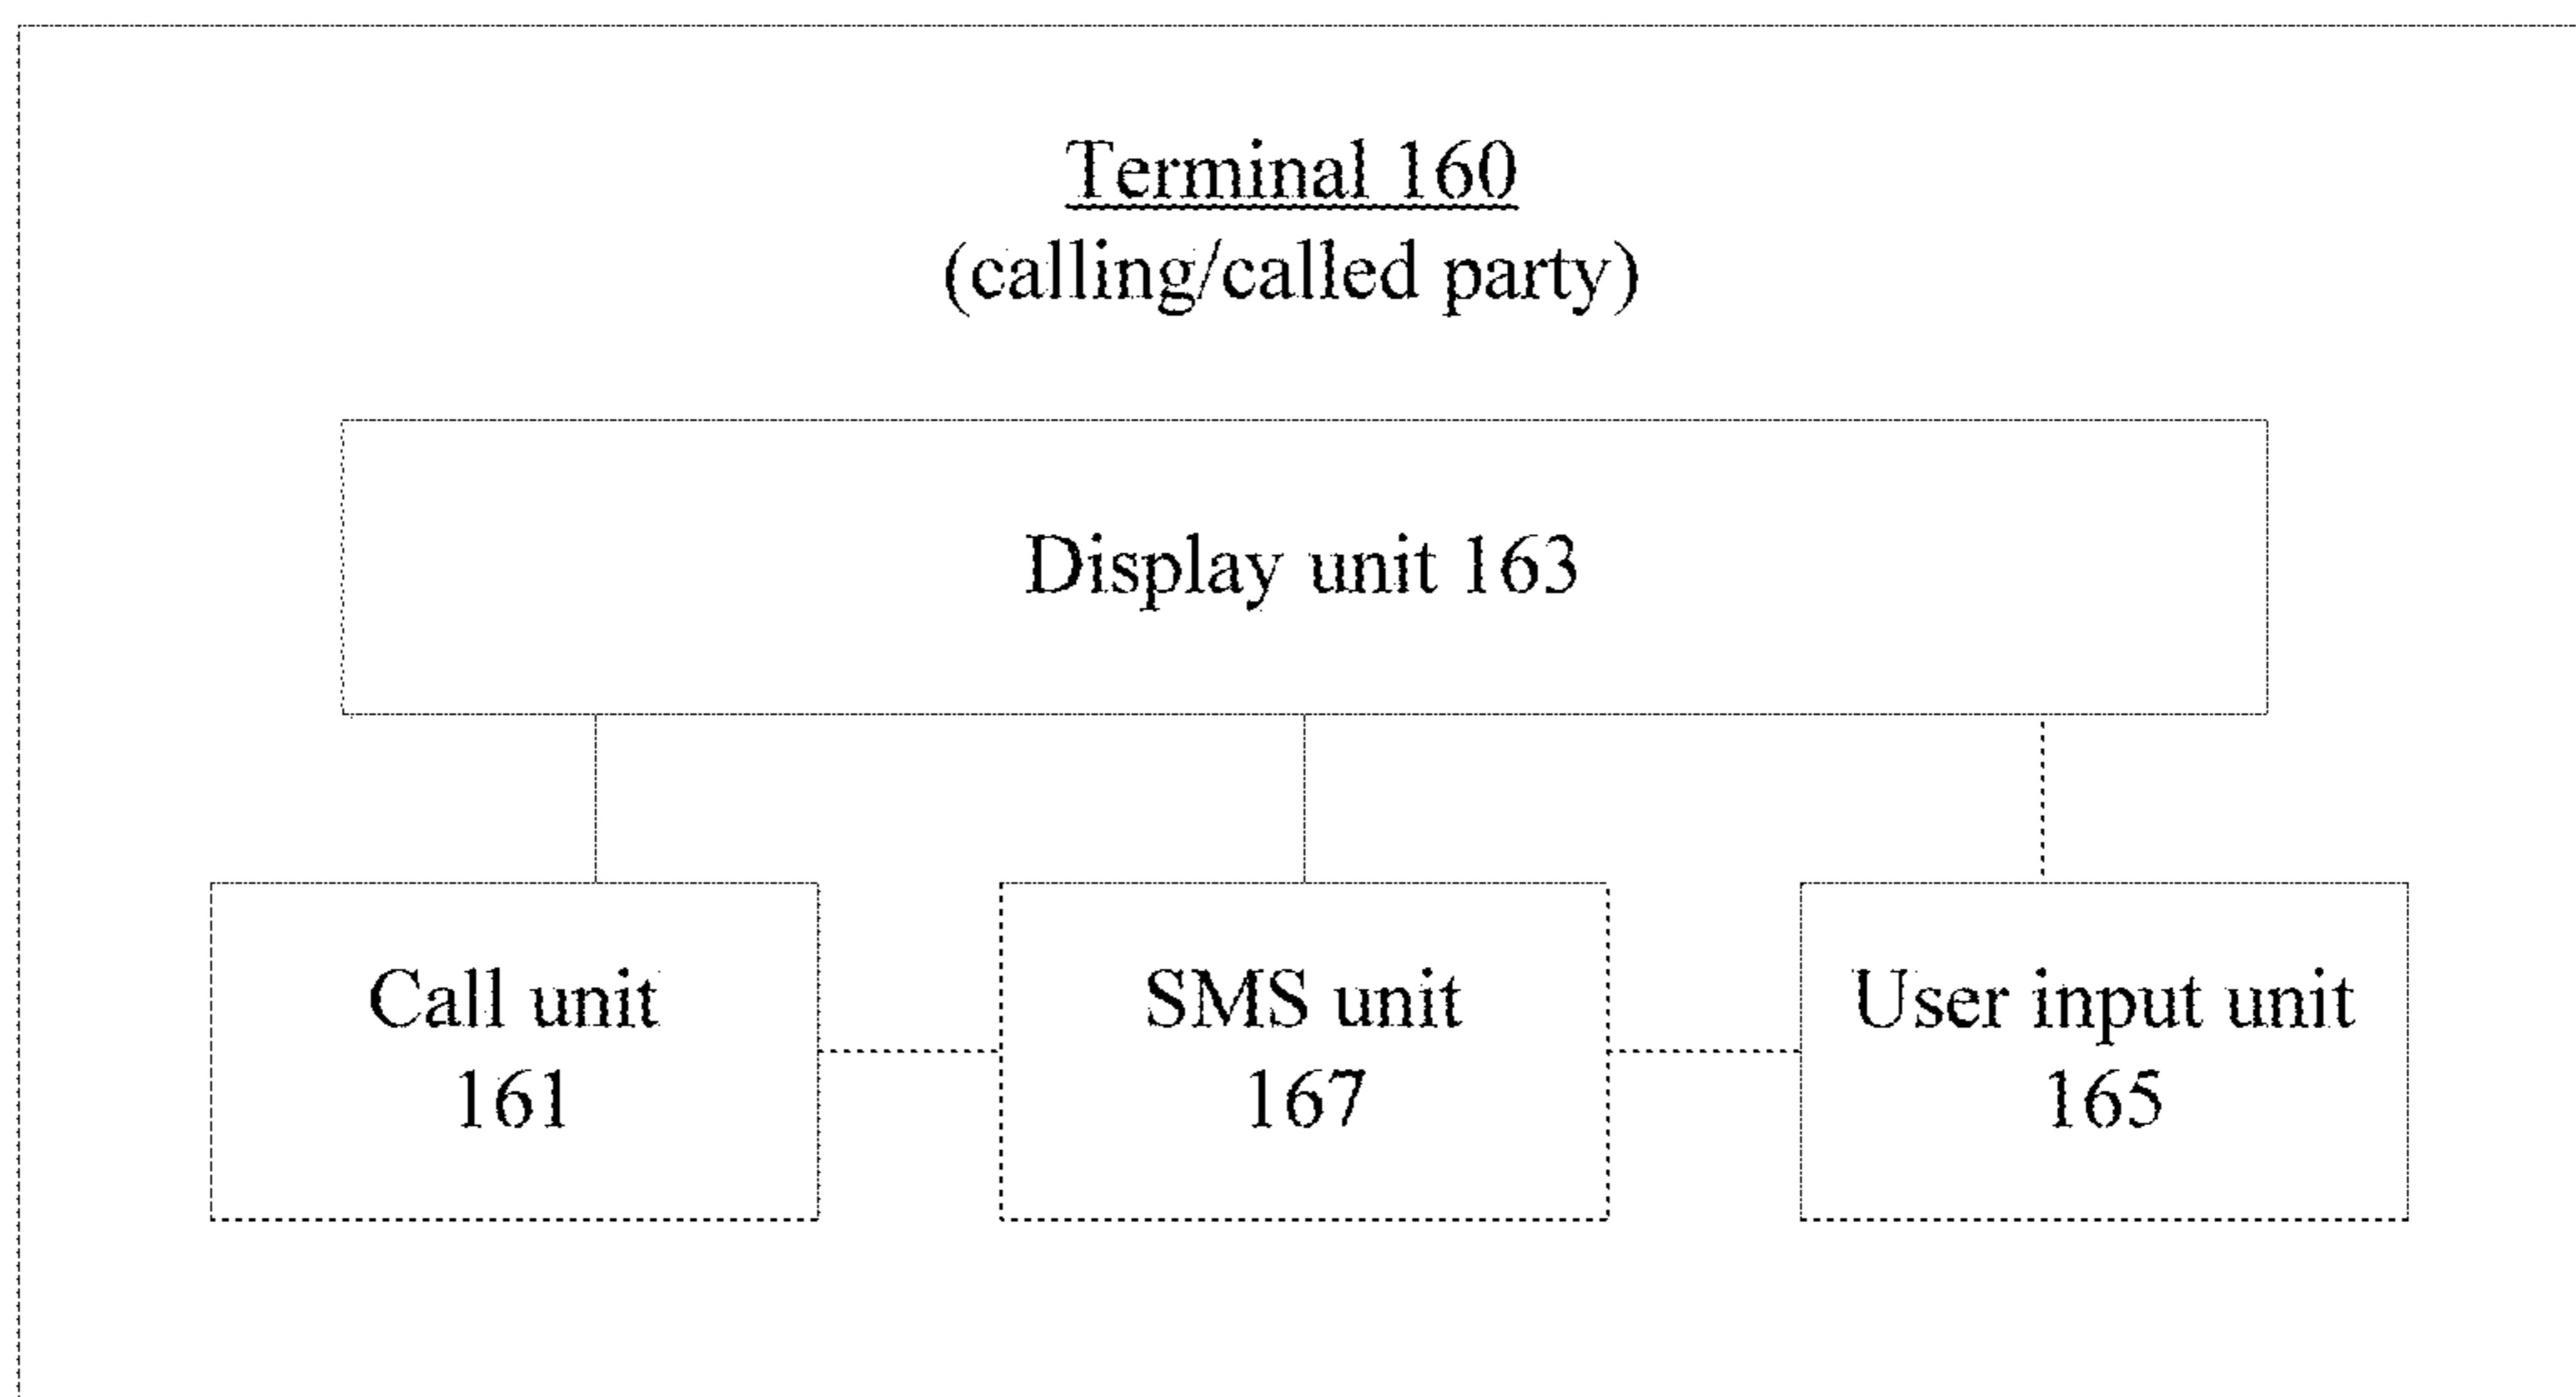 Terminal 160
(calling/called party)
Display unit 163
Call unit
161
SMS unit
167
User input unit
165